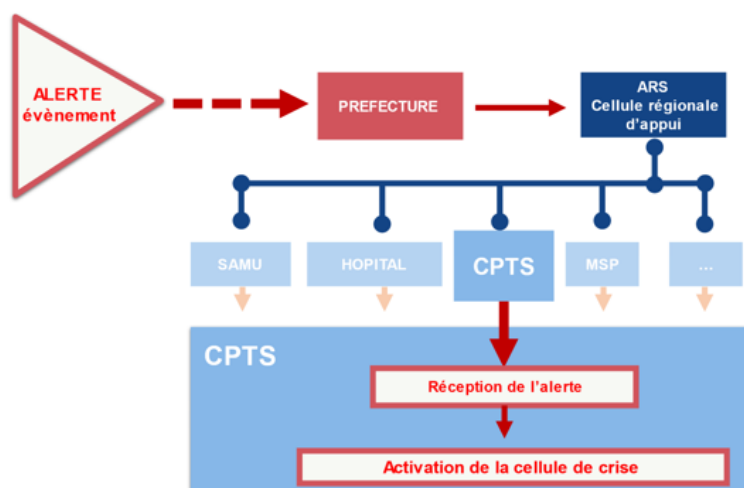 ALERTE
évènement
PREFECTURE
ARS
Cellule régionale
d'appui
SAMU
HOPITAL
CPTS
MSP
...
CPTS
Réception de l'alerte
Activation de la cellule de crise